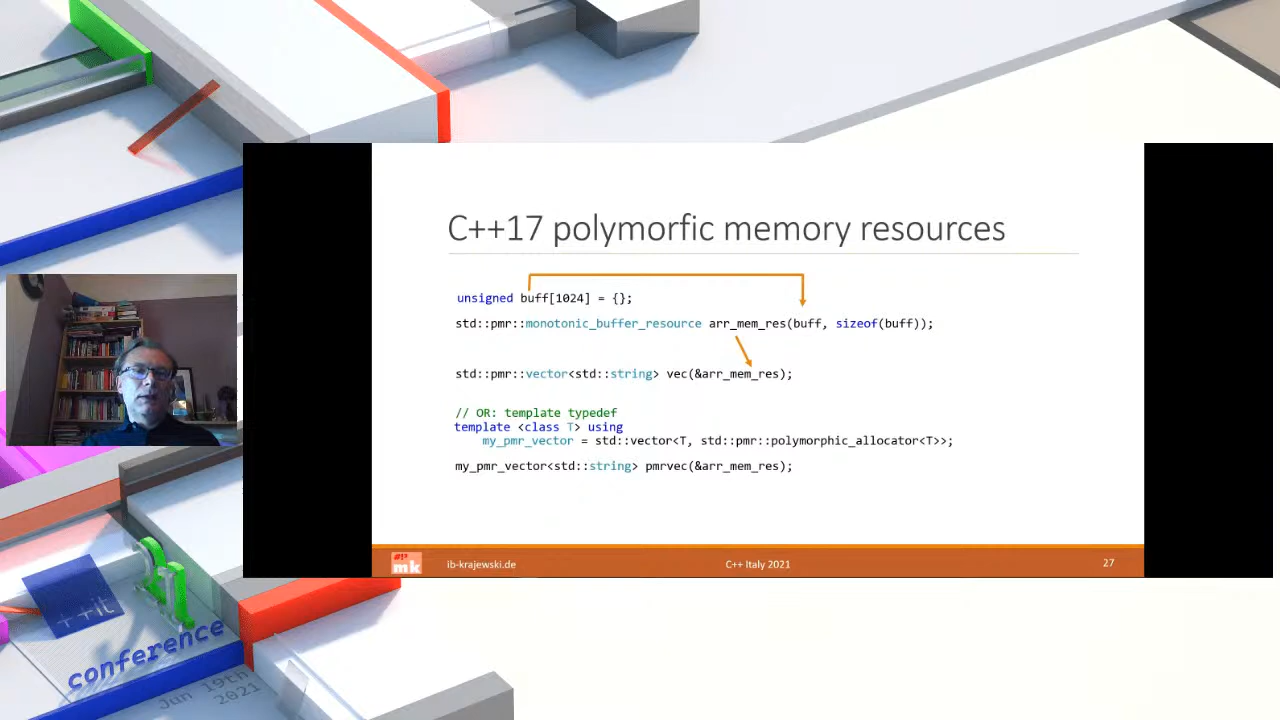 C++17 polymorfic memory resources
unsigned buff[1024] = {};
std::pmr::monotonic_buffer_resource arr_mem_res(buff, sizeof(buff));
std::pmr::vector<std::string> vec(&arr_mem_res);
// OR: template typedef
template <class T> using
my_pmr_vector = std::vector<T, std::pmr::polymorphic_allocator<T>>;
my_pmr_vector<std::string> pmrvec(&arr_mem_res);
mk
ib-krajewski.de
C++ Italy 2021
27
++it
conference
Jun 19th
2021